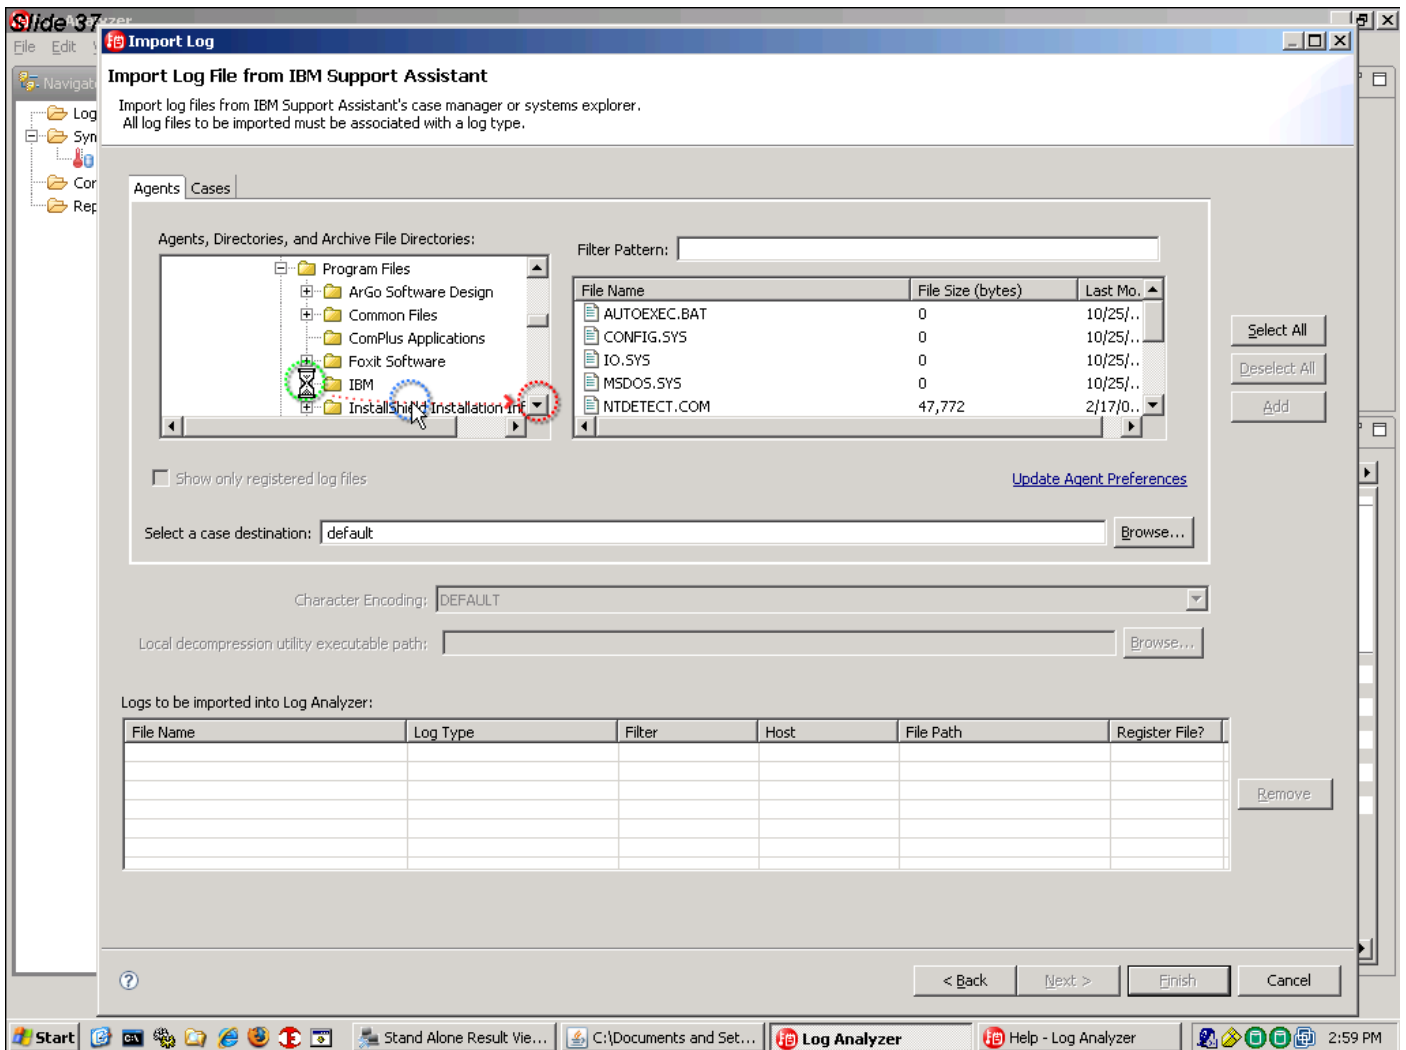 Slide 37
File Edit
Import Log
Import Log File from IBM Support Assistant
Import log files from IBM Support Assistant's case manager or systems explorer.
All log files to be imported must be associated with a log type.
Agents Cases
Agents, Directories, and Archive File Directories:
Filter Pattern:
Program Files
ArGo Software Design
Common Files
ComPlus Applications
Foxit Software
IBM
InstallShield Installation Inf
File Name File Size (bytes) Last Mo.
AUTOEXEC.BAT 0 10/25/..
CONFIG.SYS 0 10/25/..
IO.SYS 0 10/25/..
MSDOS.SYS 0 10/25/..
NTDETECT.COM 47,772 2/17/0..
Select All
Deselect All
Add
Show only registered log files
Update Agent Preferences
Select a case destination: default Browse...
Character Encoding: DEFAULT
Local decompression utility executable path: Browse...
Logs to be imported into Log Analyzer:
File Name Log Type Filter Host File Path Register File?
Remove
< Back Next > Finish Cancel
Start Stand Alone Result Vie... C:\Documents and Set... Log Analyzer Help - Log Analyzer 2:59 PM